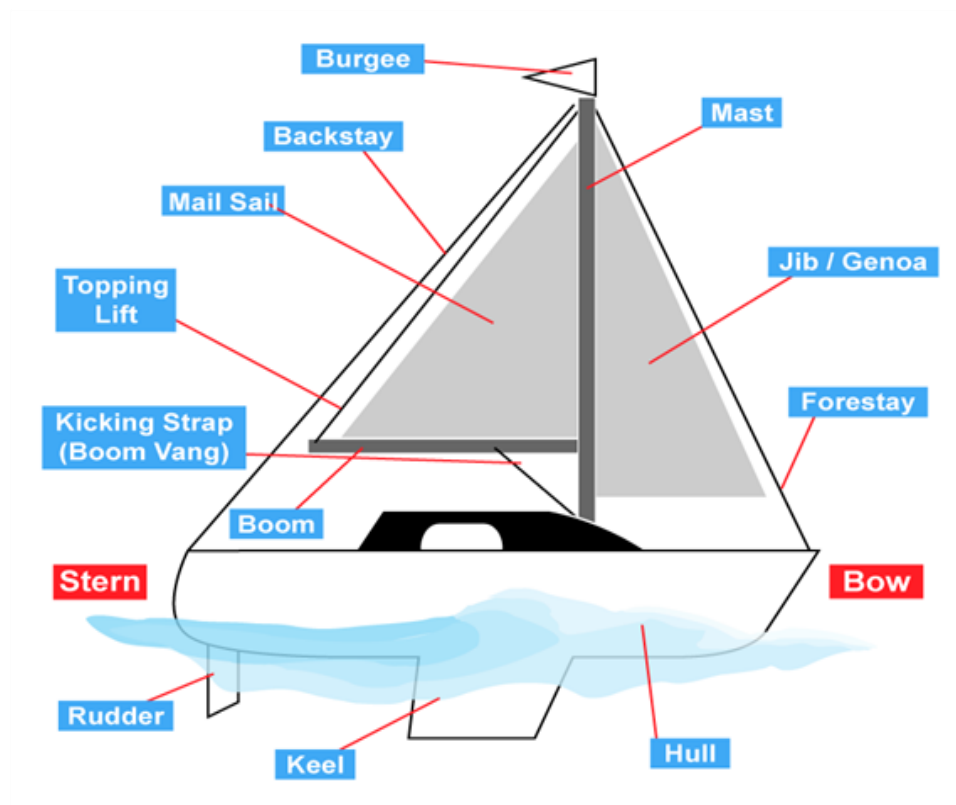 Burgee
Mast
Backstay
Mail Sail
Jib / Genoa
Topping
Lift
Forestay
Kicking Strap
(Boom Vang)
Boom
Stern
Bow
Rudder
Hull
Keel